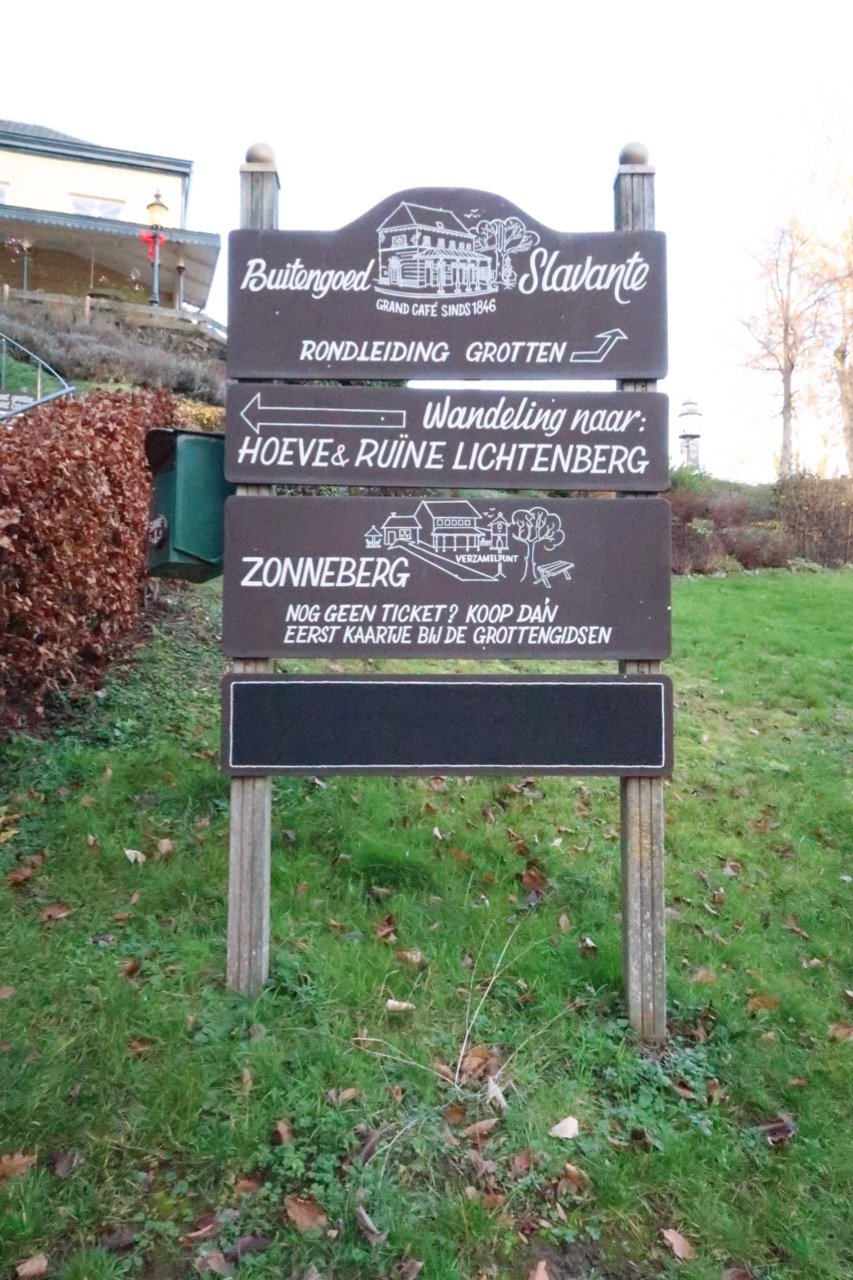 Buitengoed Slavante
GRAND CAFÉ SINDS 1846
RONDLEIDING GROTTEN
Wandeling naar:
HOEVE & RUÏNE LICHTENBERG
VERZAMELPUNT
ZONNEBERG
NOG GEEN TICKET? KOOP DAN
EERST KAARTJE BIJ DE GROTTENGIDSEN